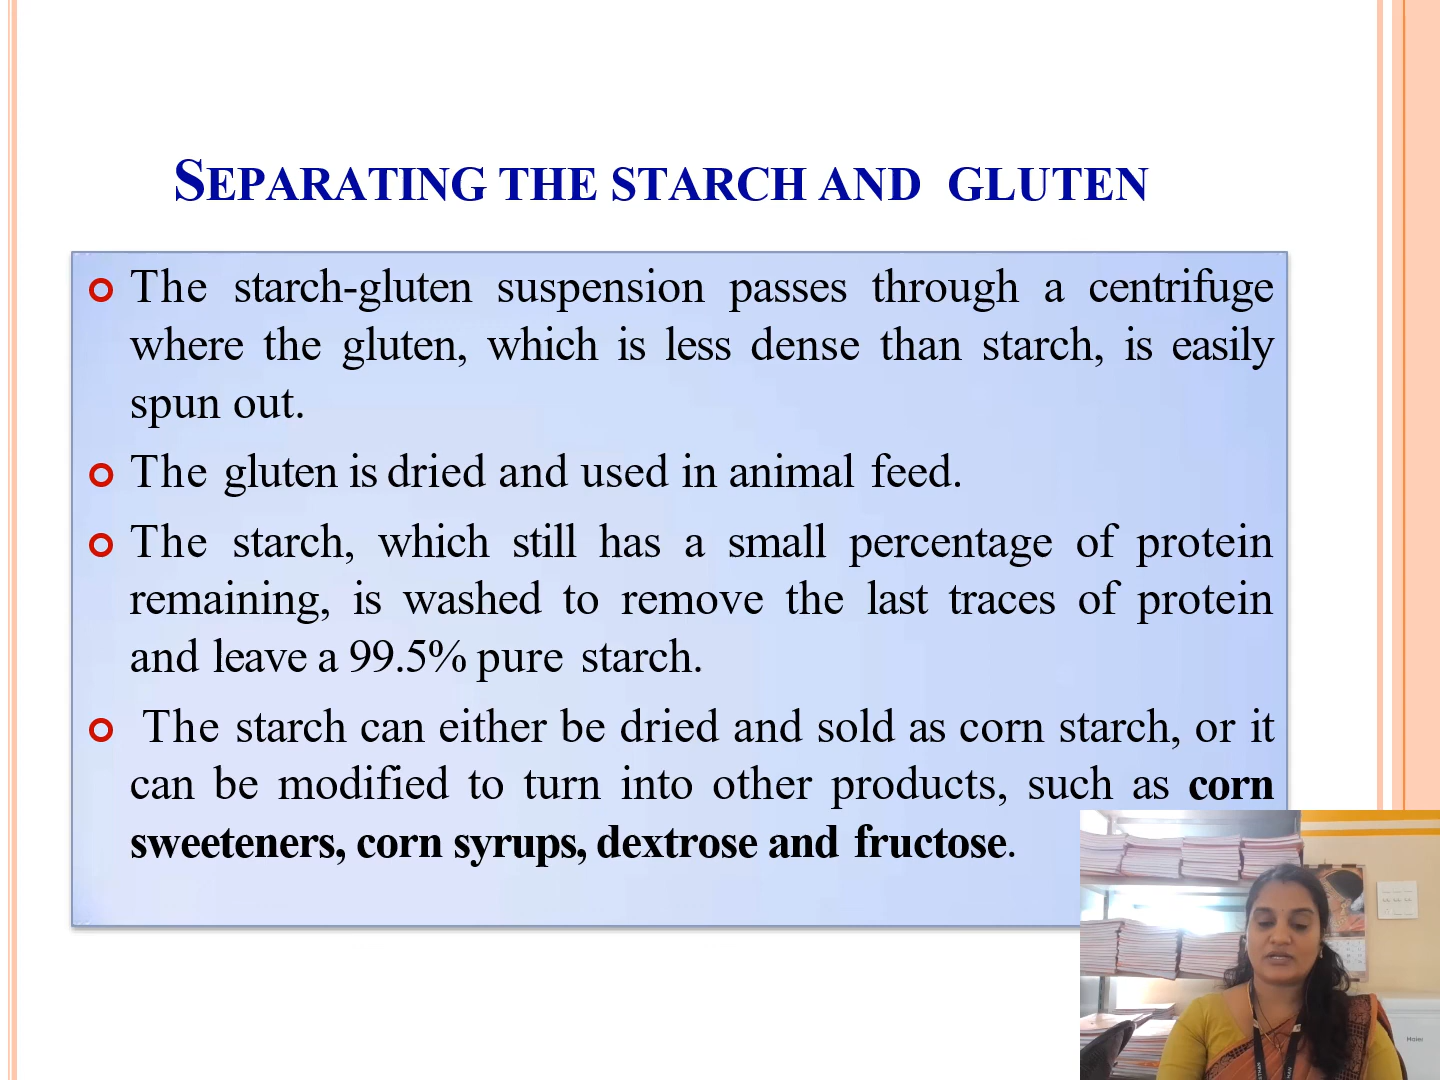 SEPARATING THE STARCH AND GLUTEN
The starch-gluten suspension passes through a centrifuge
where the gluten, which is less dense than starch, is easily
spun out.
The gluten is dried and used in animal feed.
The starch, which still has a small percentage of protein
remaining, is washed to remove the last traces of protein
and leave a 99.5% pure starch.
The starch can either be dried and sold as corn starch, or it
can be modified to turn into other products, such as corn
sweeteners, corn syrups, dextrose and fructose.
Haier